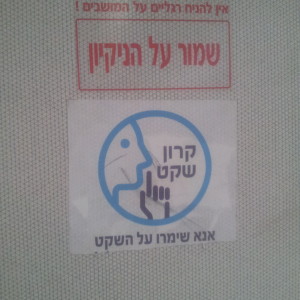 אין להניח רגליים על המושבים !
שמור על הניקיון
קרון
שקט
אנא שימרו על השקט